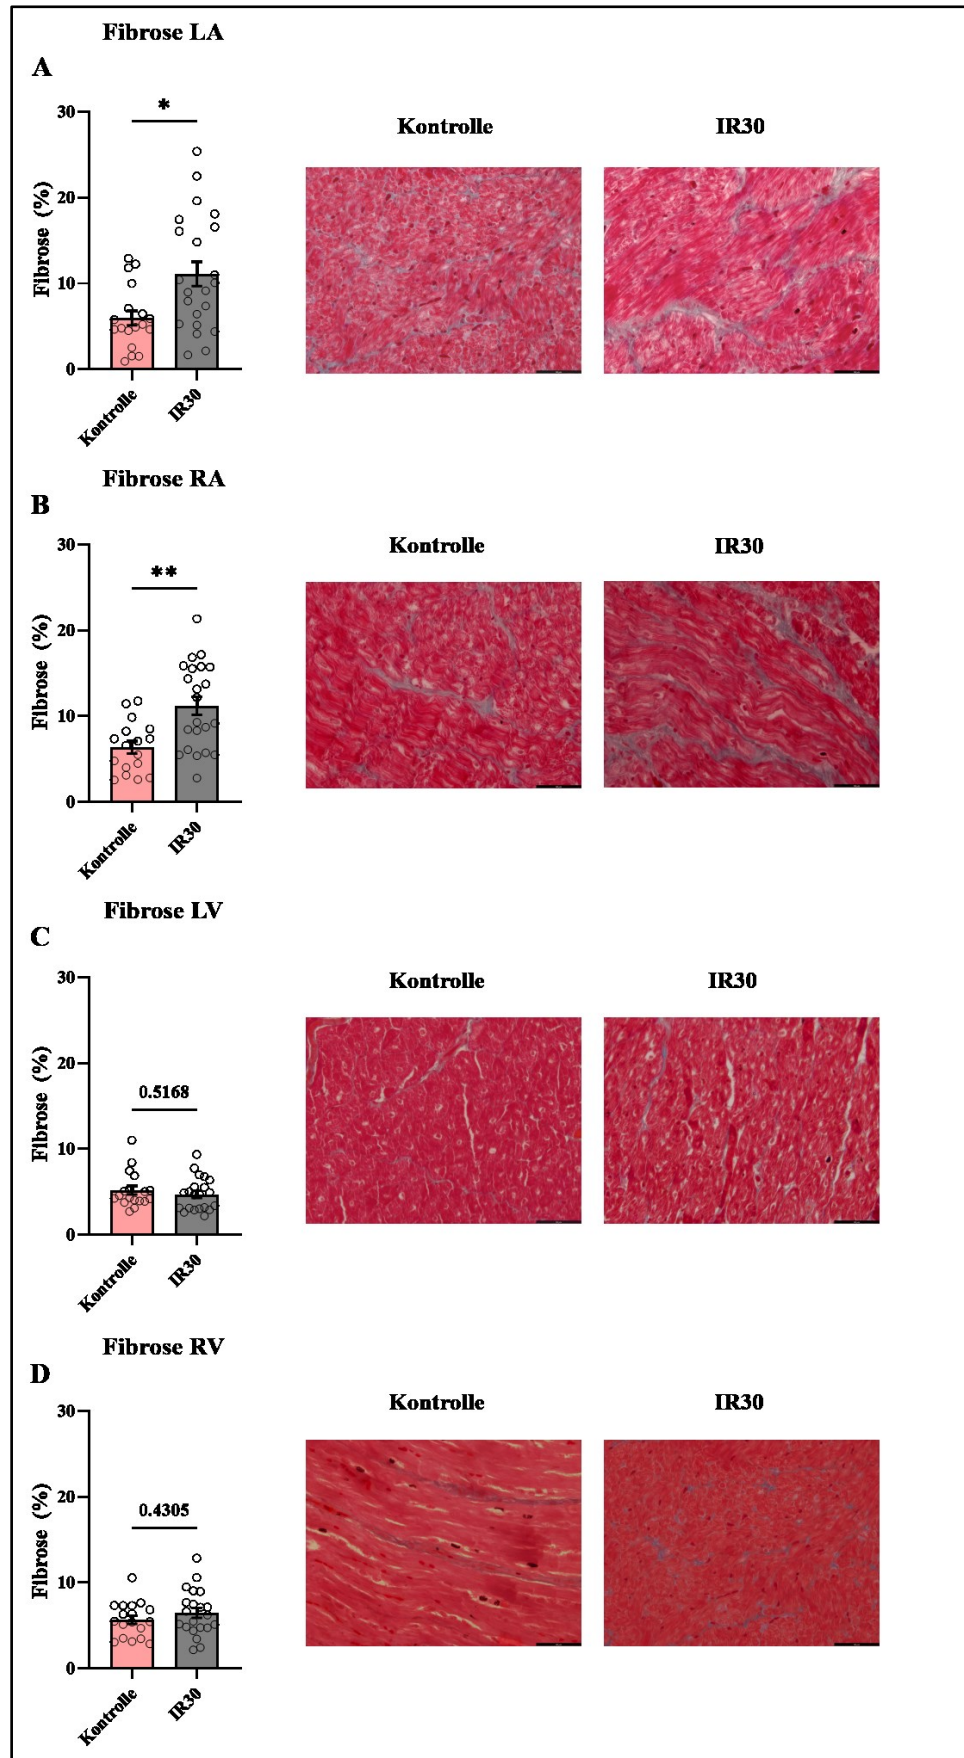 Fibrose LA
A
*
30
20
10
0
Fibrose (%)
Kontrolle
IR30
Kontrolle
IR30
Fibrose RA
B
**
30
20
10
0
Fibrose (%)
Kontrolle
IR30
Kontrolle
IR30
Fibrose LV
C
0.5168
30
20
10
0
Fibrose (%)
Kontrolle
IR30
Kontrolle
IR30
Fibrose RV
D
0.4305
30
20
10
0
Fibrose (%)
Kontrolle
IR30
Kontrolle
IR30